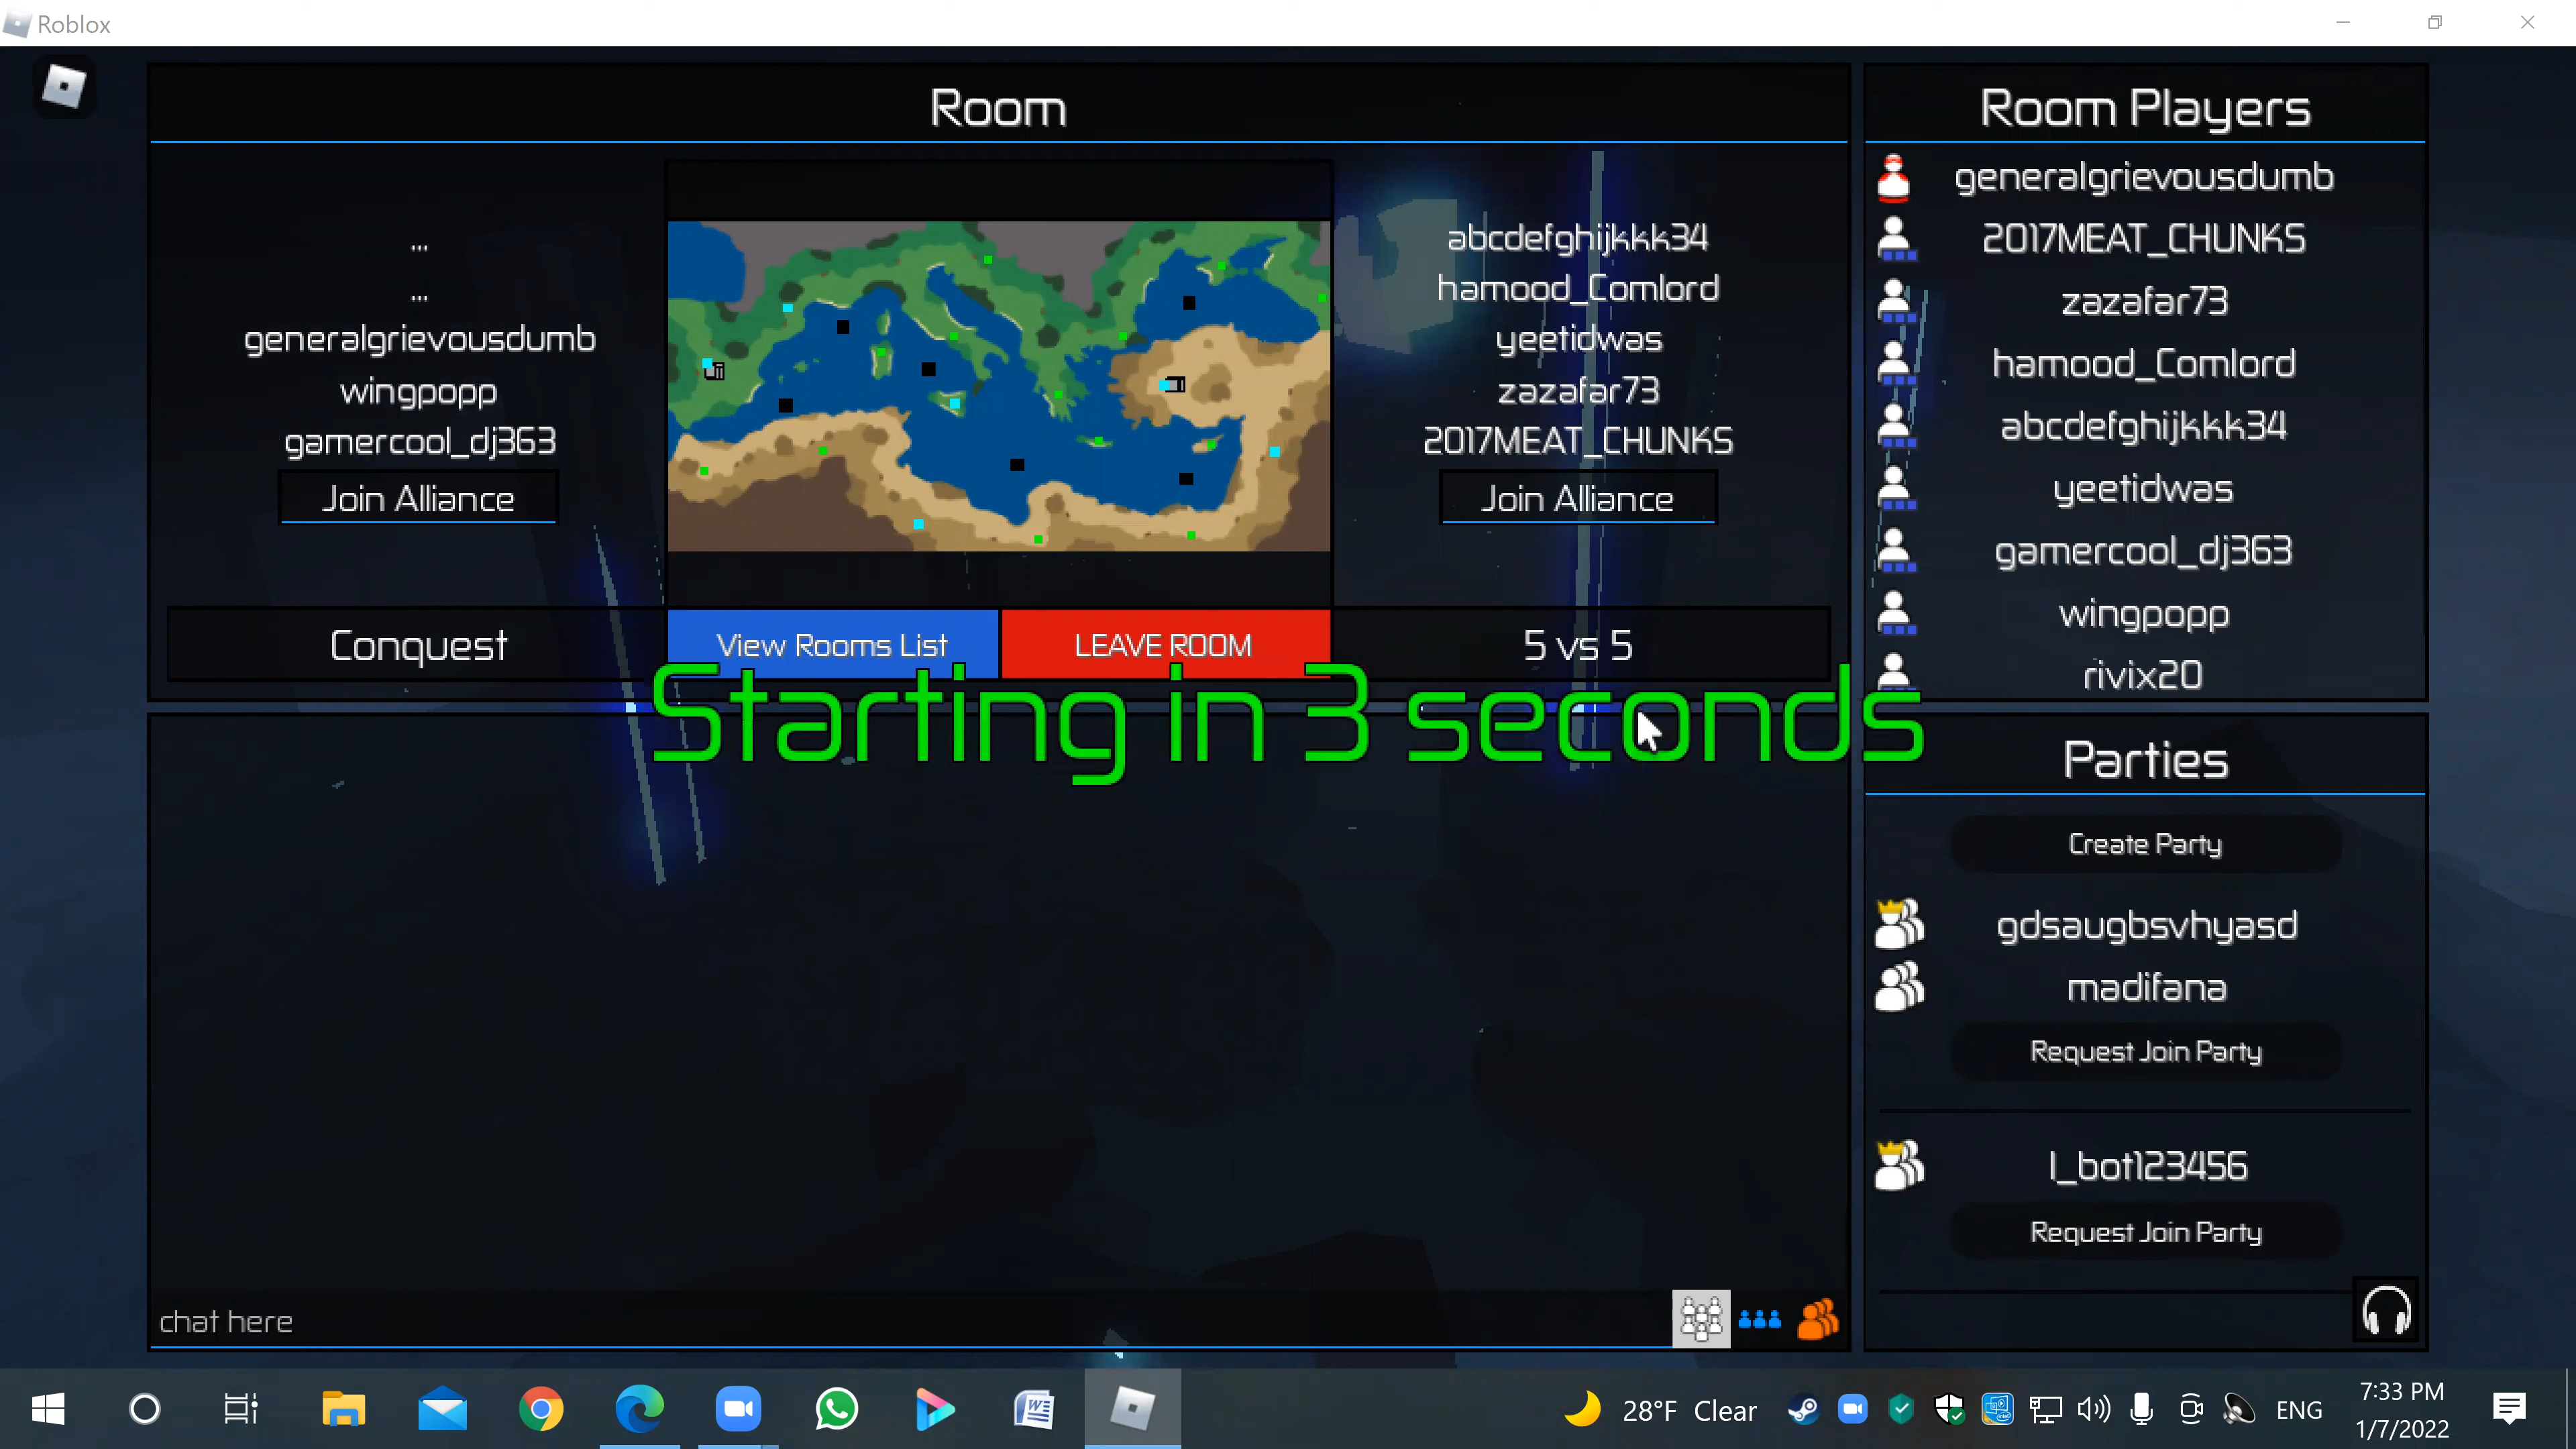 Roblox
Room
...
...
generalgrievousdumb
wingpopp
gamercool_dj363
Join Alliance
abcdefghijkkk34
hamood_Comlord
yeetidwas
zazafar73
2017MEAT_CHUNKS
Join Alliance
Conquest
View Rooms List
LEAVE ROOM
5 vs 5
Starting in 3 seconds
Room Players
generalgrievousdumb
2017MEAT_CHUNKS
zazafar73
hamood_Comlord
abcdefghijkkk34
yeetidwas
gamercool_dj363
wingpopp
rivix20
Parties
Create Party
gdsaugbsvhyasd
madifana
Request Join Party
I_bot123456
Request Join Party
chat here
28°F Clear
ENG
7:33 PM
1/7/2022